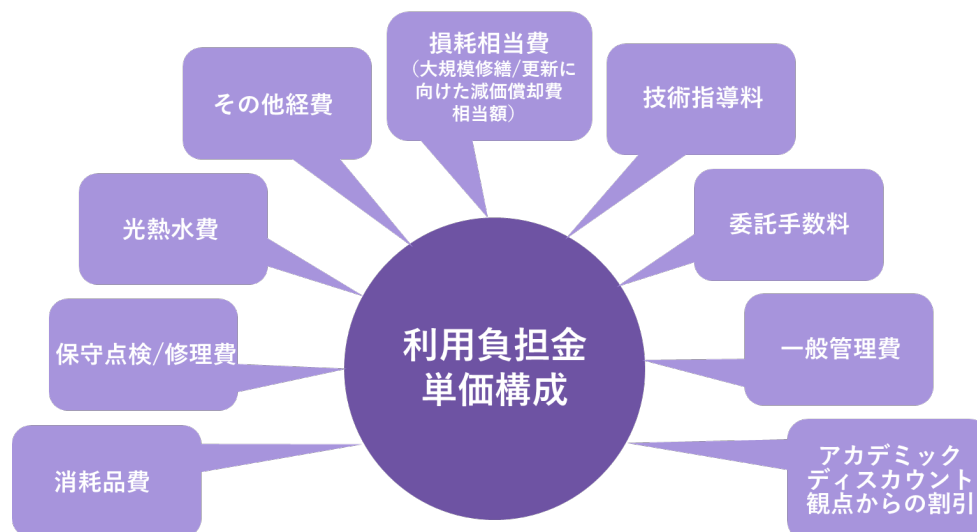 損耗相当費
（大規模修繕/更新に
向けた減価償却費
相当額）
その他経費
技術指導料
光熱水費
委託手数料
保守点検/修理費
利用負担金
単価構成
一般管理費
消耗品費
アカデミック
ディスカウント
観点からの割引